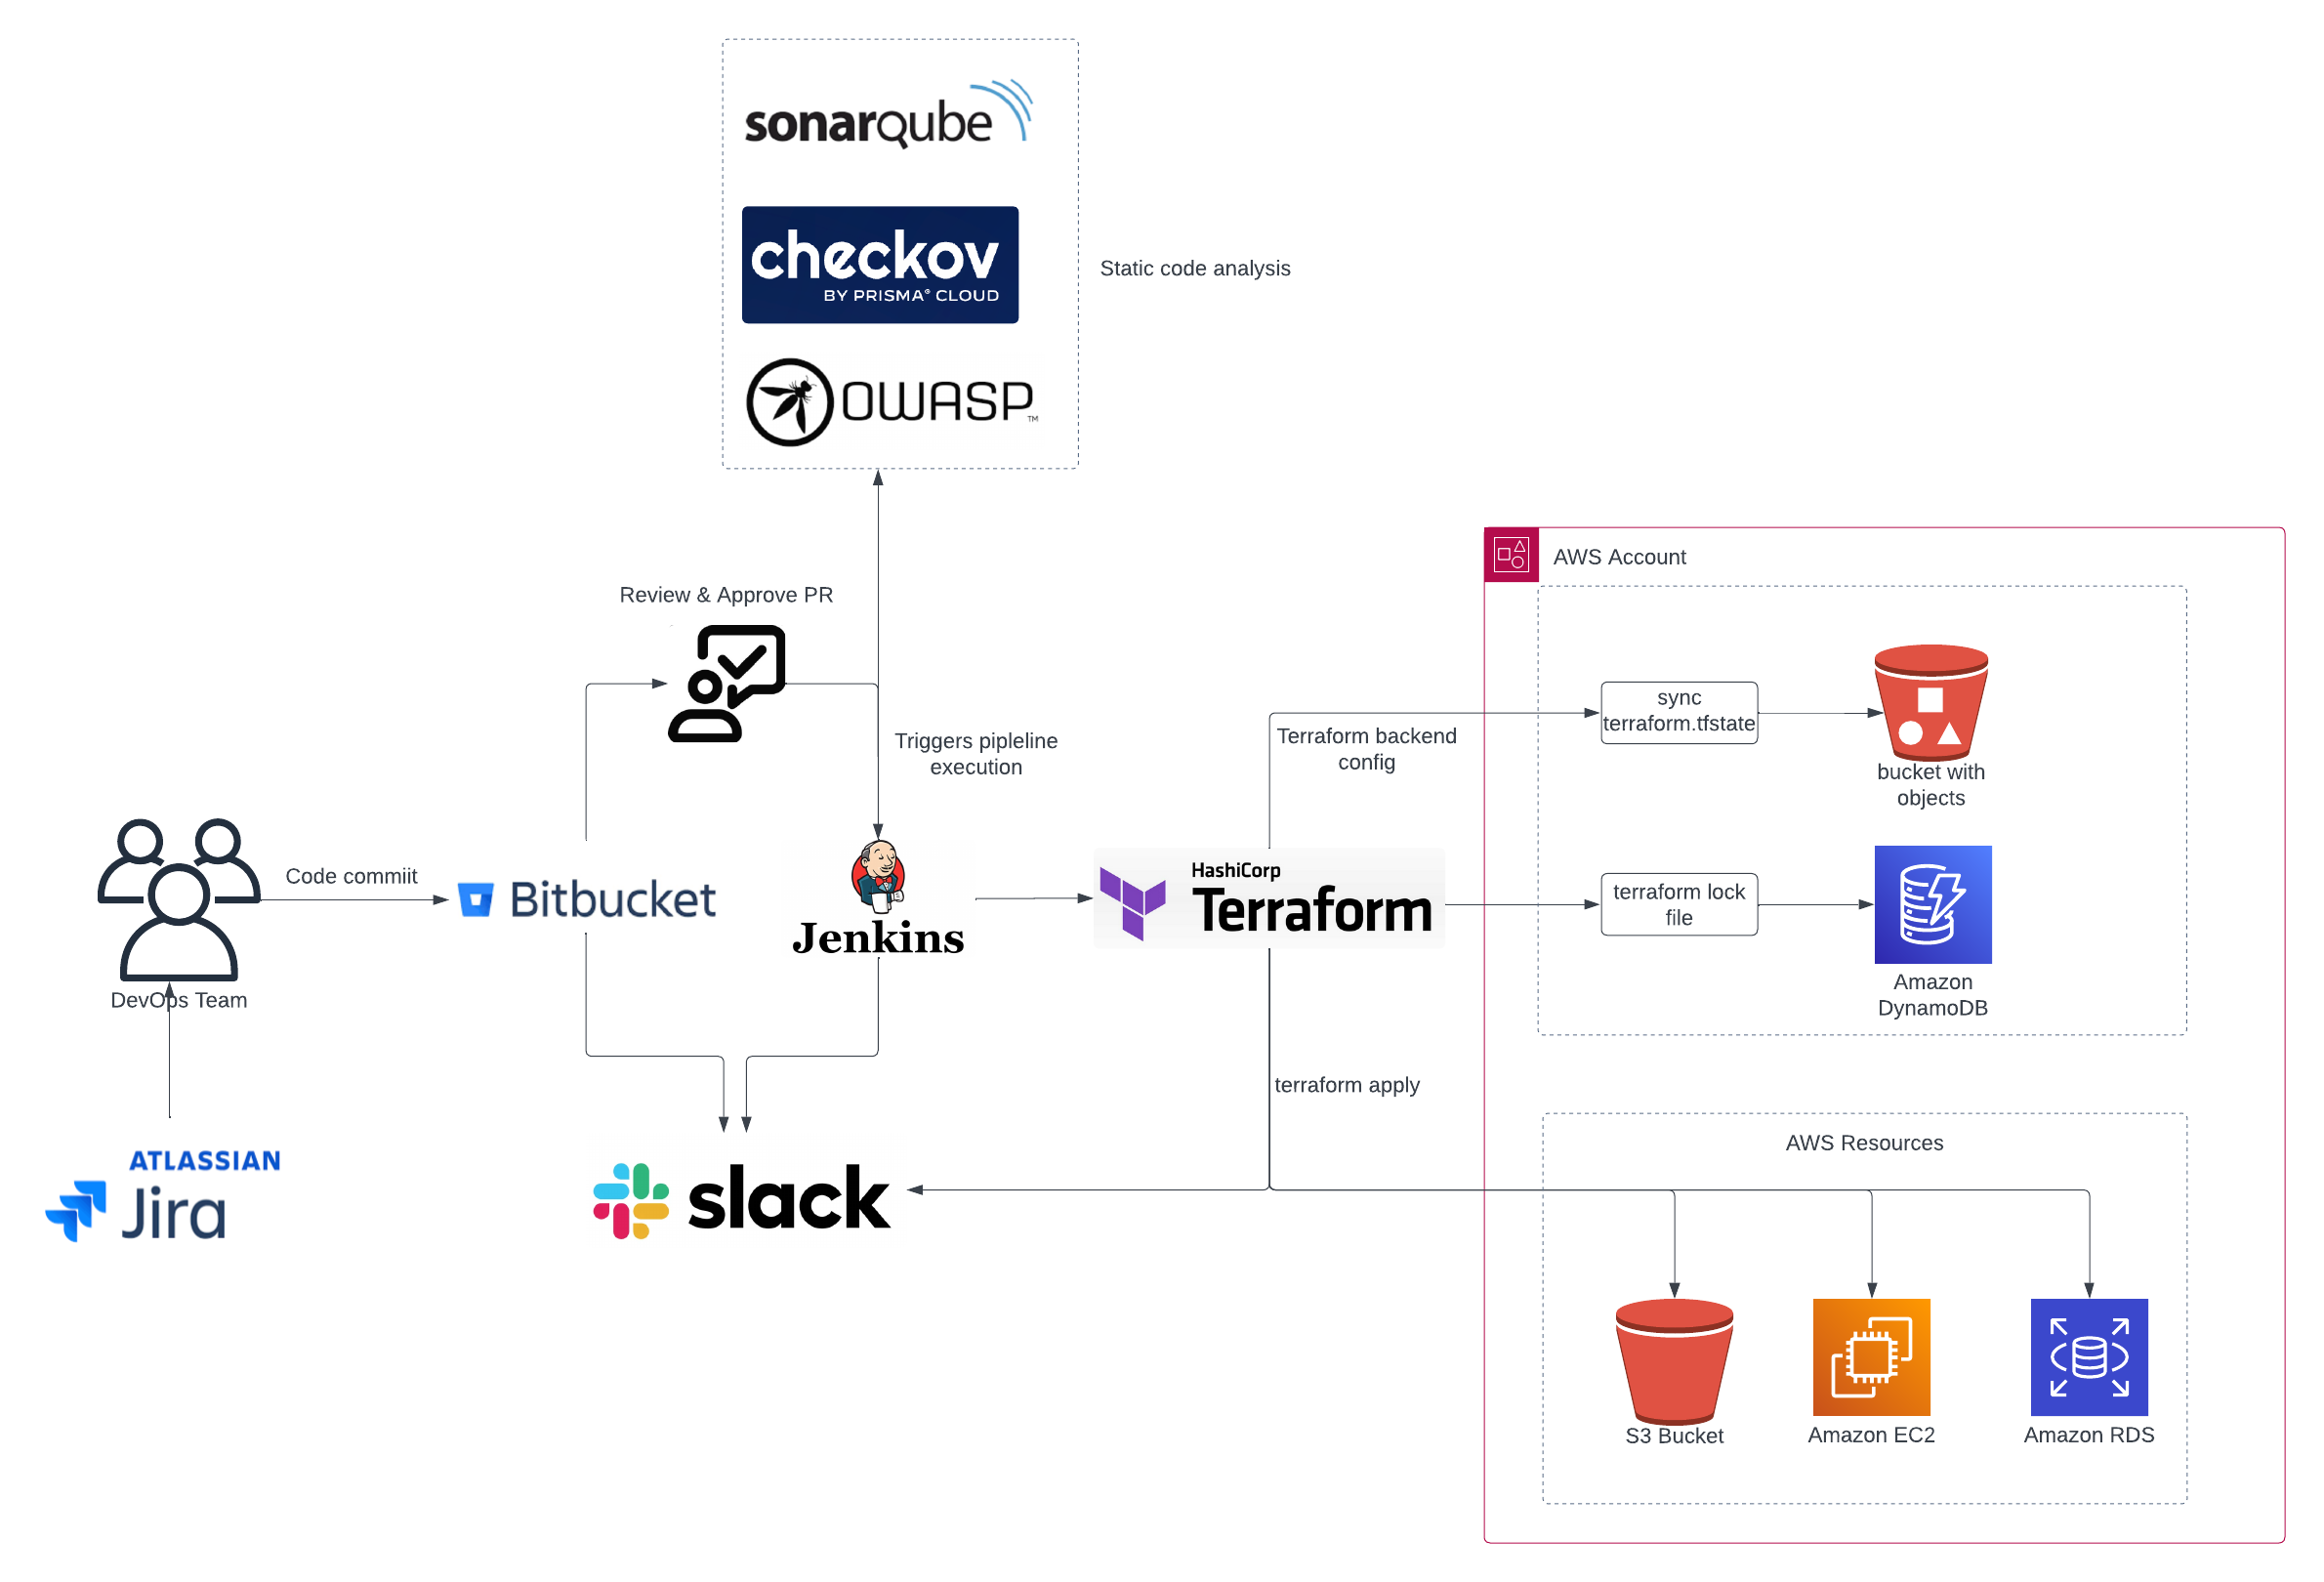 sonarqube
checkov
BY PRISMA® CLOUD
OWASP™
Static code analysis
Review & Approve PR
Triggers pipleline
execution
AWS Account
sync
terraform.tfstate
bucket with
objects
Terraform backend
config
Code commiit
DevOps Team
Bitbucket
Jenkins
HashiCorp
Terraform
terraform lock
file
Amazon
DynamoDB
terraform apply
ATLASSIAN
Jira
slack
AWS Resources
S3 Bucket
Amazon EC2
Amazon RDS